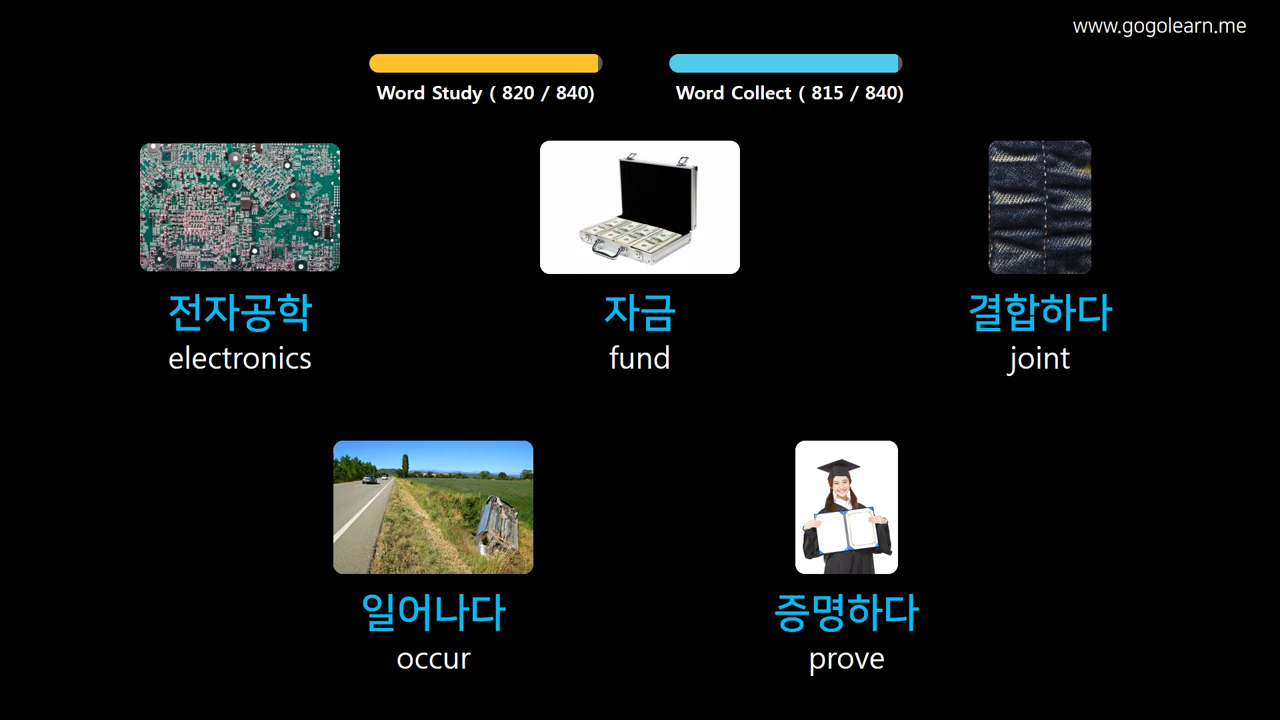 www.gogolearn.me
Word Study ( 820 / 840)
Word Collect ( 815 / 840)
전자공학
electronics
자금
fund
결합하다
joint
일어나다
occur
증명하다
prove